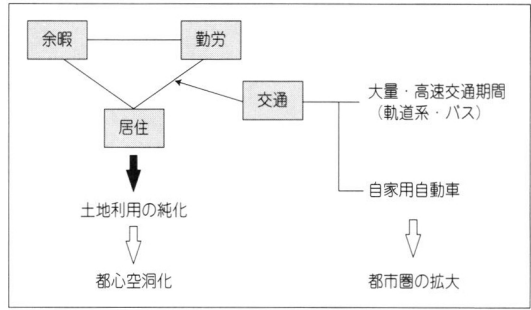 余暇
勤労
居住
交通
大量・高速交通期間
（軌道系・バス）
自家用自動車
土地利用の純化
都心空洞化
都市圏の拡大